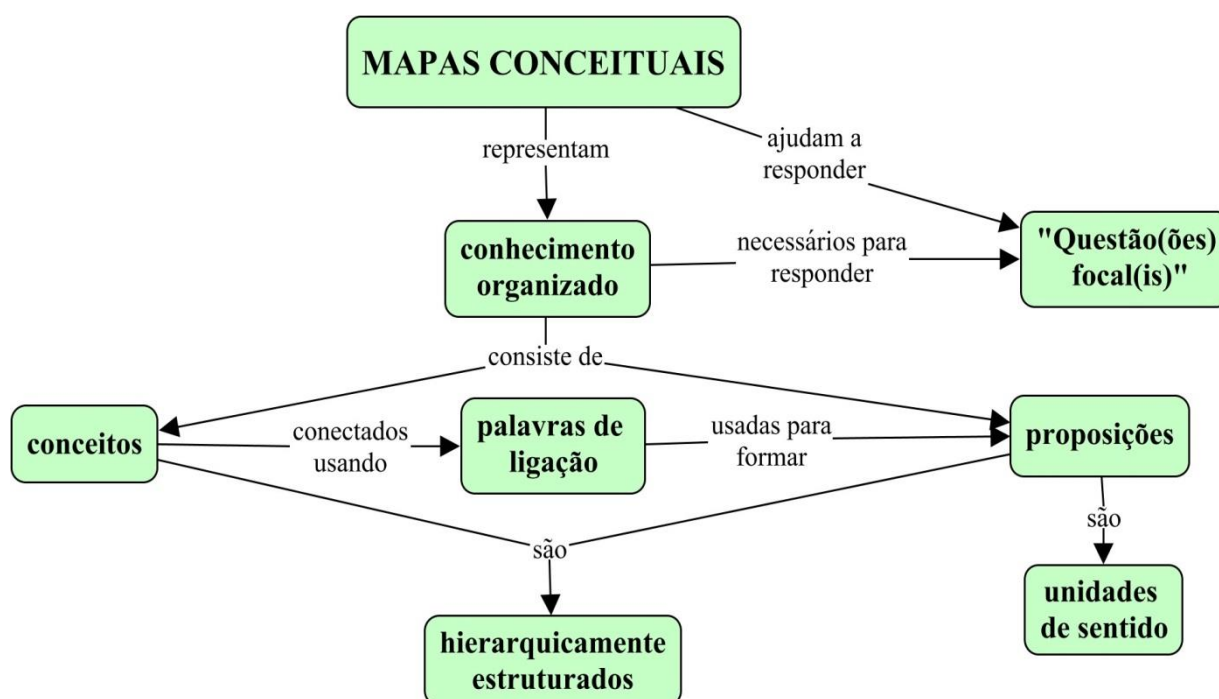 MAPAS CONCEITUAIS
representam
ajudam a
responder
conhecimento
organizado
necessários para
responder
"Questão(ões)
focal(is)"
consiste de
conceitos
conectados
usando
palavras de
ligação
usadas para
formar
proposições
são
são
hierarquicamente
estruturados
unidades
de sentido